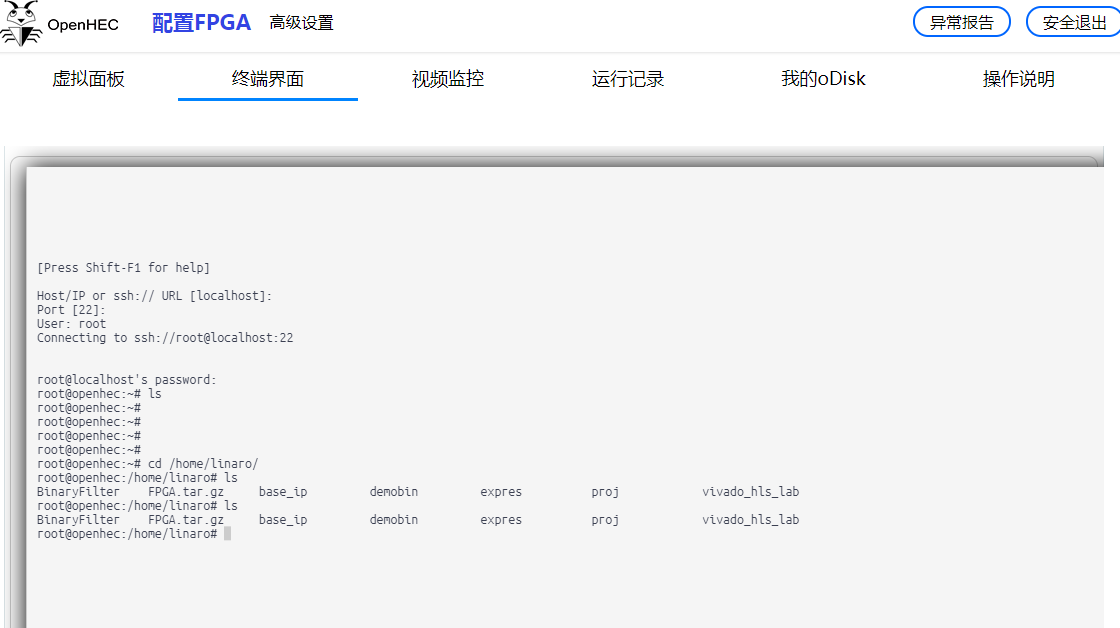 OpenHEC 配置FPGA 高级设置 异常报告 安全退出
虚拟面板 终端界面 视频监控 运行记录 我的oDisk 操作说明
[Press Shift-F1 for help]
Host/IP or ssh:// URL [localhost]:
Port [22]:
User: root
Connecting to ssh://root@localhost:22
root@localhost's password:
root@openhec:~# ls
root@openhec:~#
root@openhec:~#
root@openhec:~#
root@openhec:~#
root@openhec:~# cd /home/linaro/
root@openhec:/home/linaro# ls
BinaryFilter FPGA.tar.gz base_ip demobin expres proj vivado_hls_lab
root@openhec:/home/linaro# ls
BinaryFilter FPGA.tar.gz base_ip demobin expres proj vivado_hls_lab
root@openhec:/home/linaro#